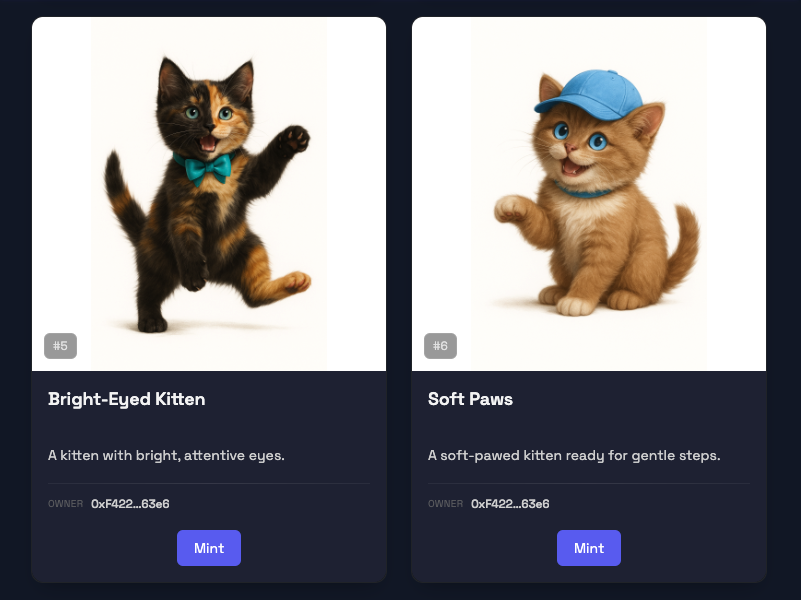 #5
Bright-Eyed Kitten
A kitten with bright, attentive eyes.
OWNER 0xF422...63e6
Mint
#6
Soft Paws
A soft-pawed kitten ready for gentle steps.
OWNER 0xF422...63e6
Mint